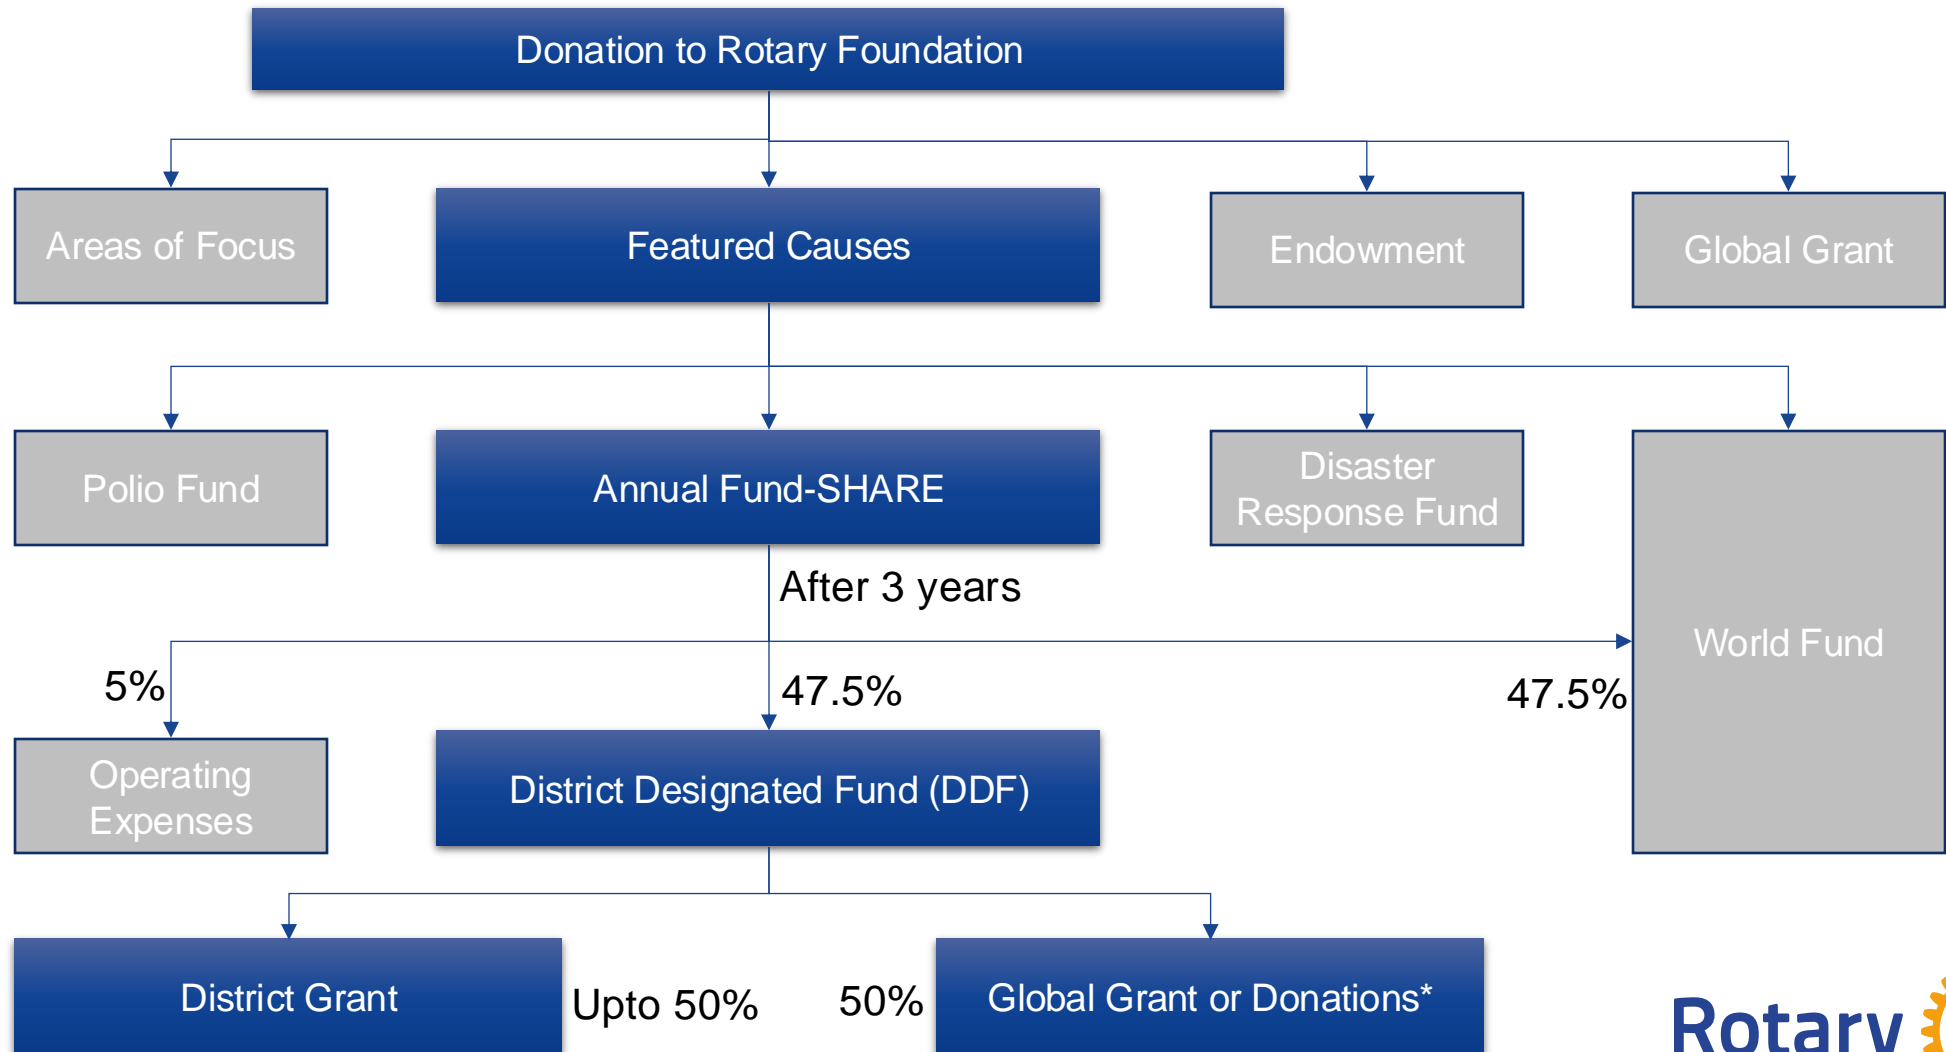 Donation to Rotary Foundation
Areas of Focus
Featured Causes
Endowment
Global Grant
Polio Fund
Annual Fund-SHARE
Disaster
Response Fund
World Fund
After 3 years
5%
47.5%
47.5%
Operating
Expenses
District Designated Fund (DDF)
District Grant
Upto 50%
50%
Global Grant or Donations*
Rotary